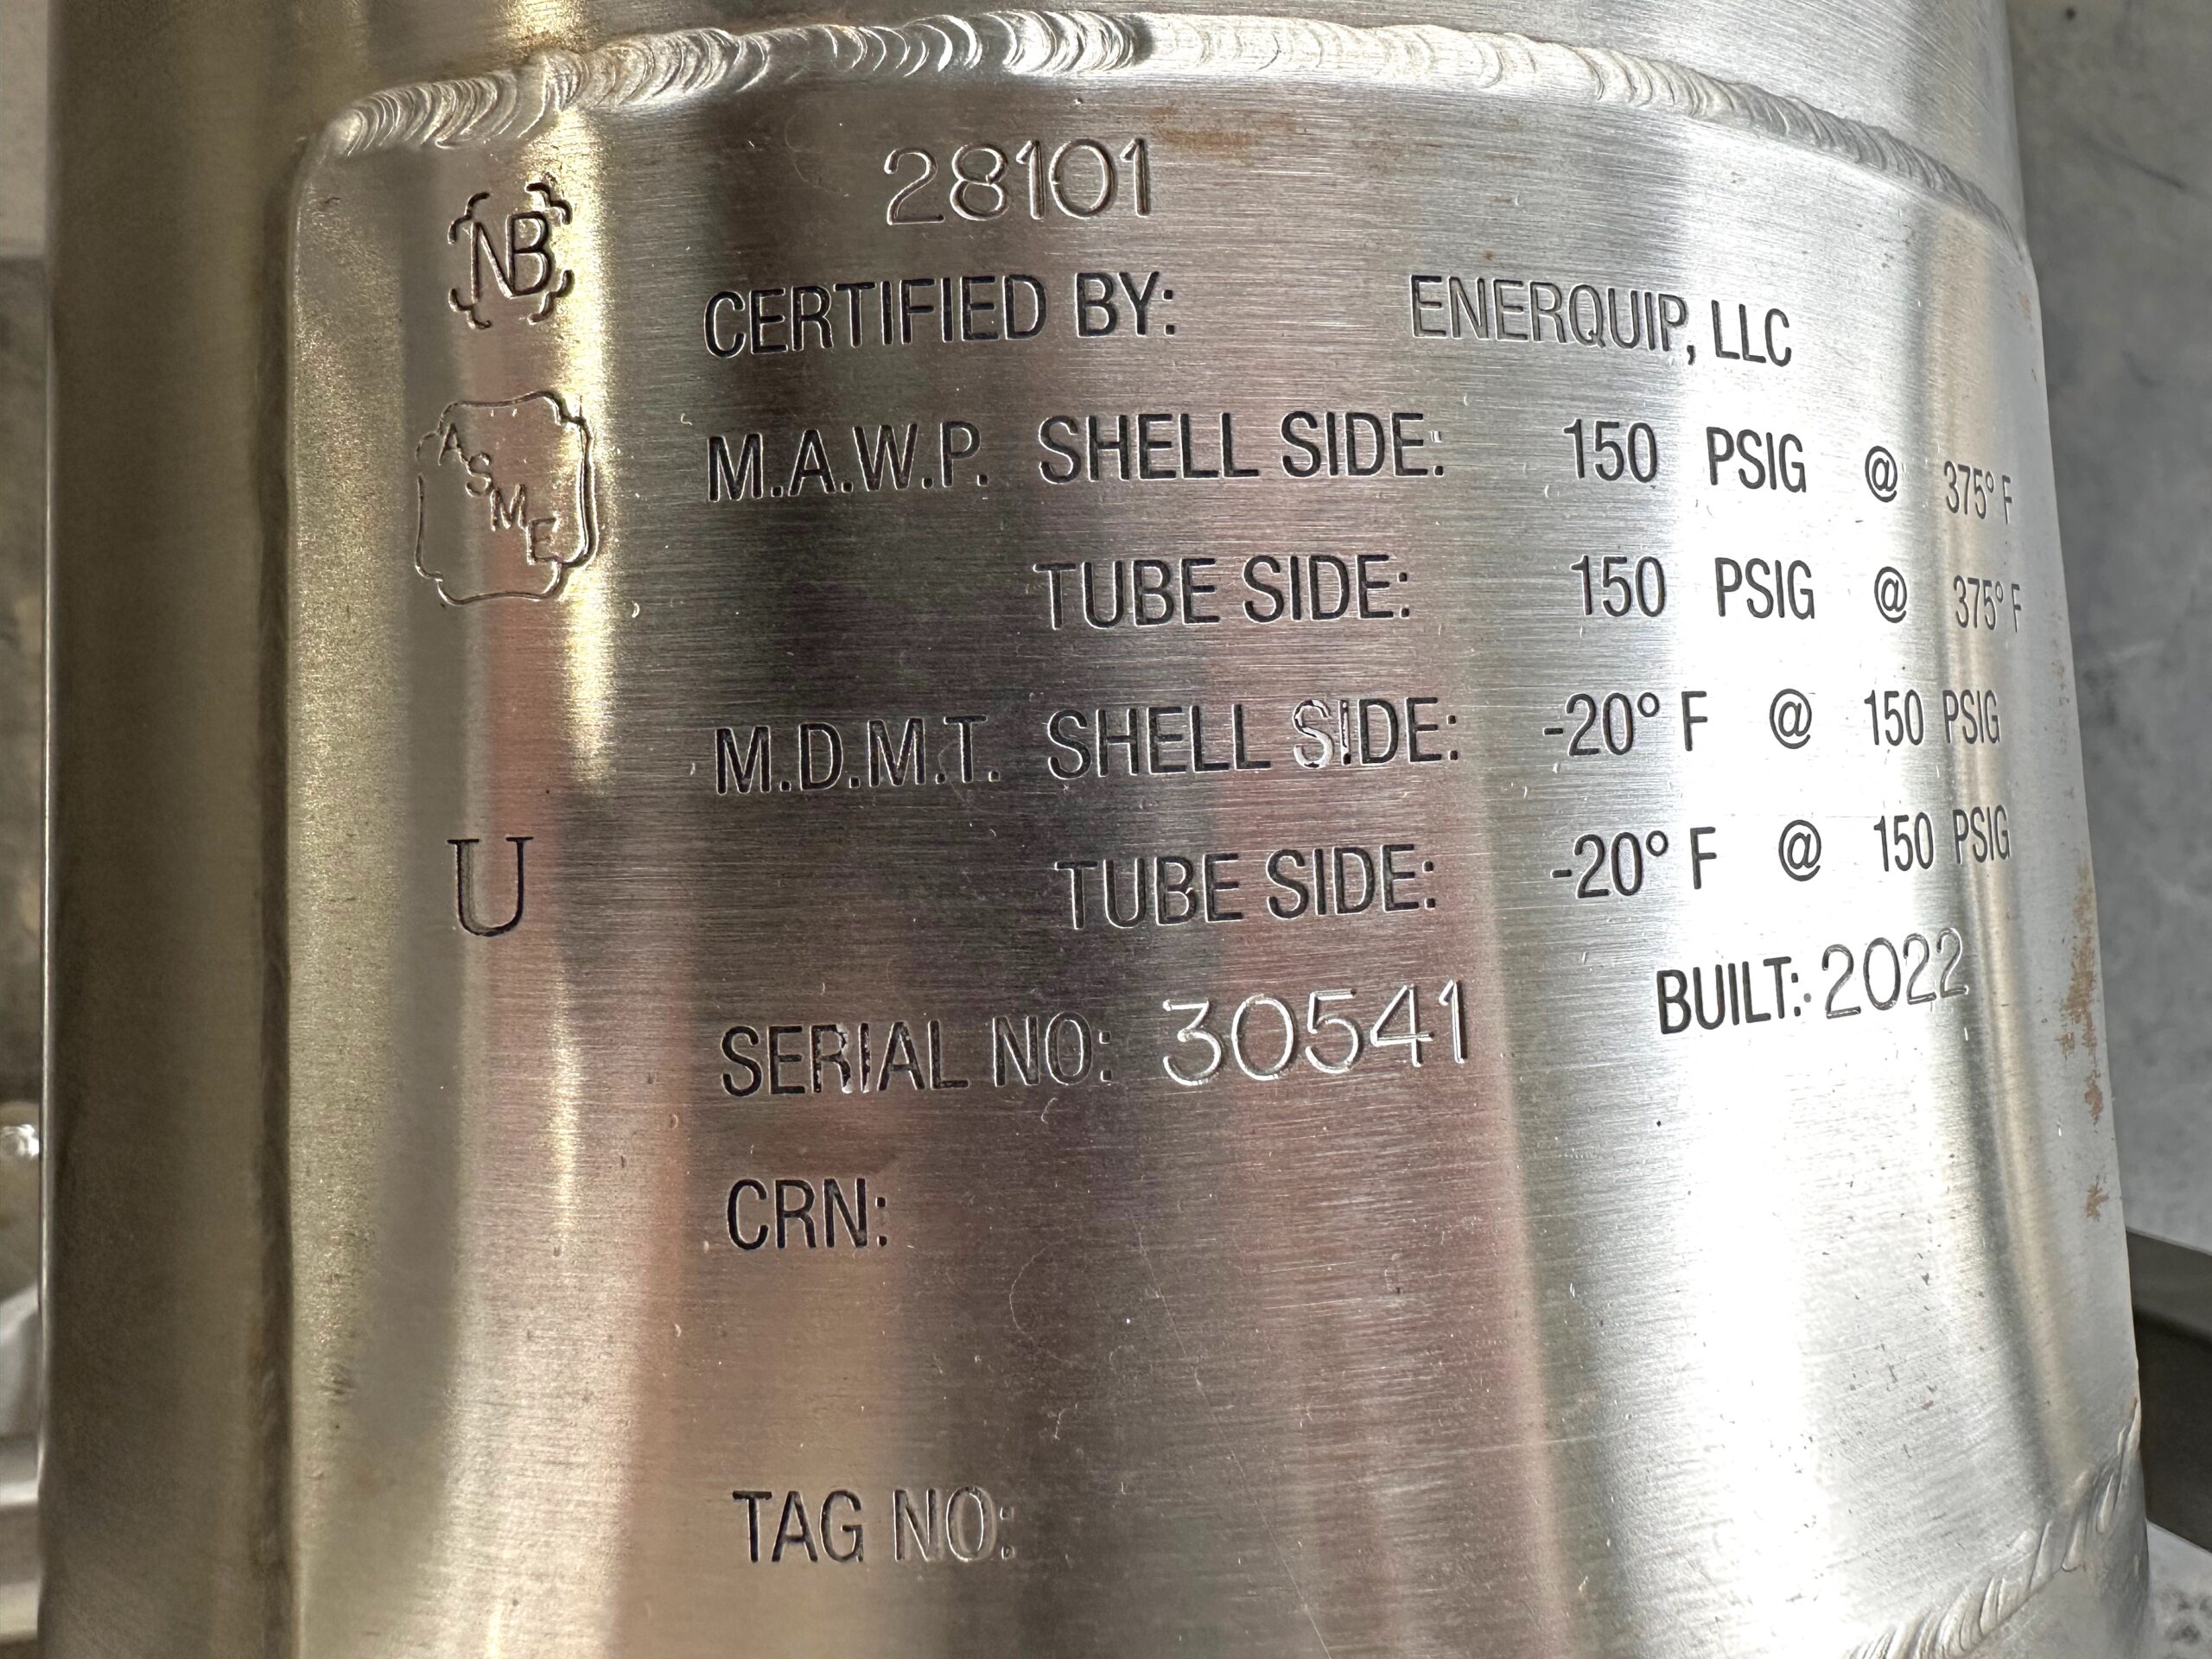 NB 28101
CERTIFIED BY: ENERQUIP, LLC
ASME
M.A.W.P. SHELL SIDE: 150 PSIG @ 375° F
TUBE SIDE: 150 PSIG @ 375° F
M.D.M.T. SHELL SIDE: -20° F @ 150 PSIG
U
TUBE SIDE: -20° F @ 150 PSIG
SERIAL NO: 30541 BUILT: 2022
CRN:
TAG NO: